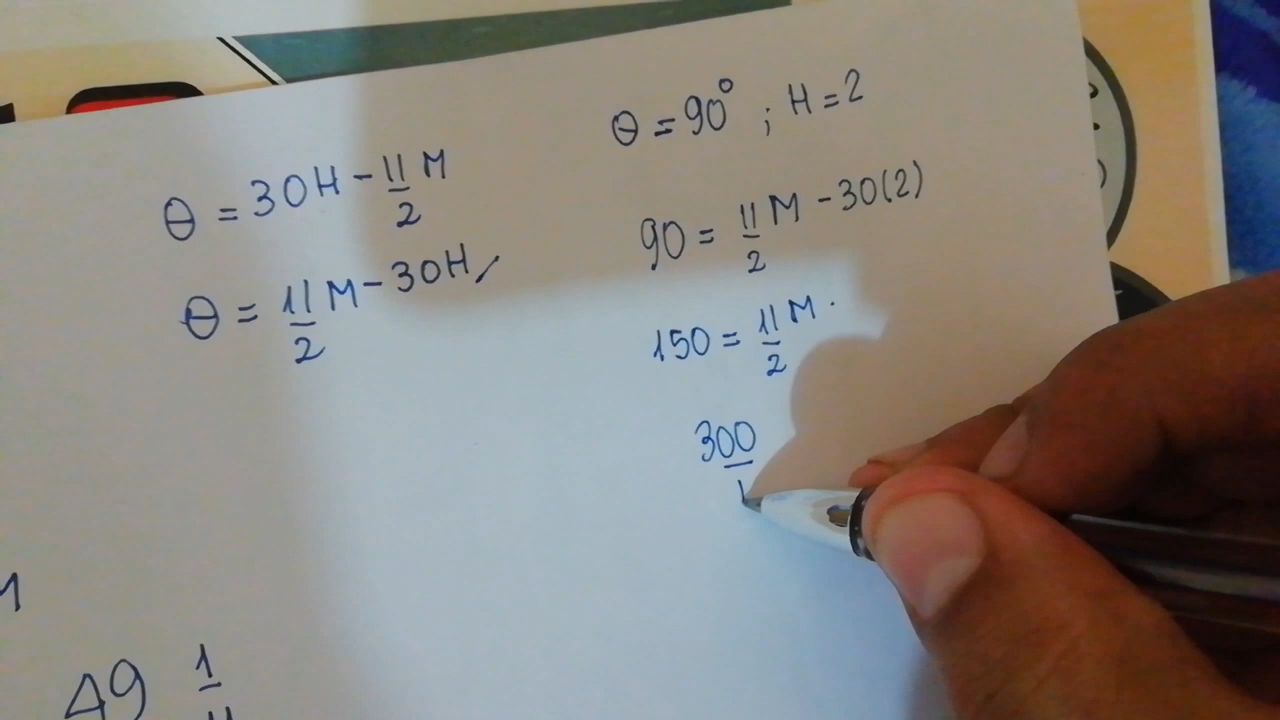 θ = 30H - 11/2 M
θ = 11/2 M - 30H
θ = 90° ; H = 2
90 = 11/2 M - 30(2)
150 = 11/2 M.
300
49 1